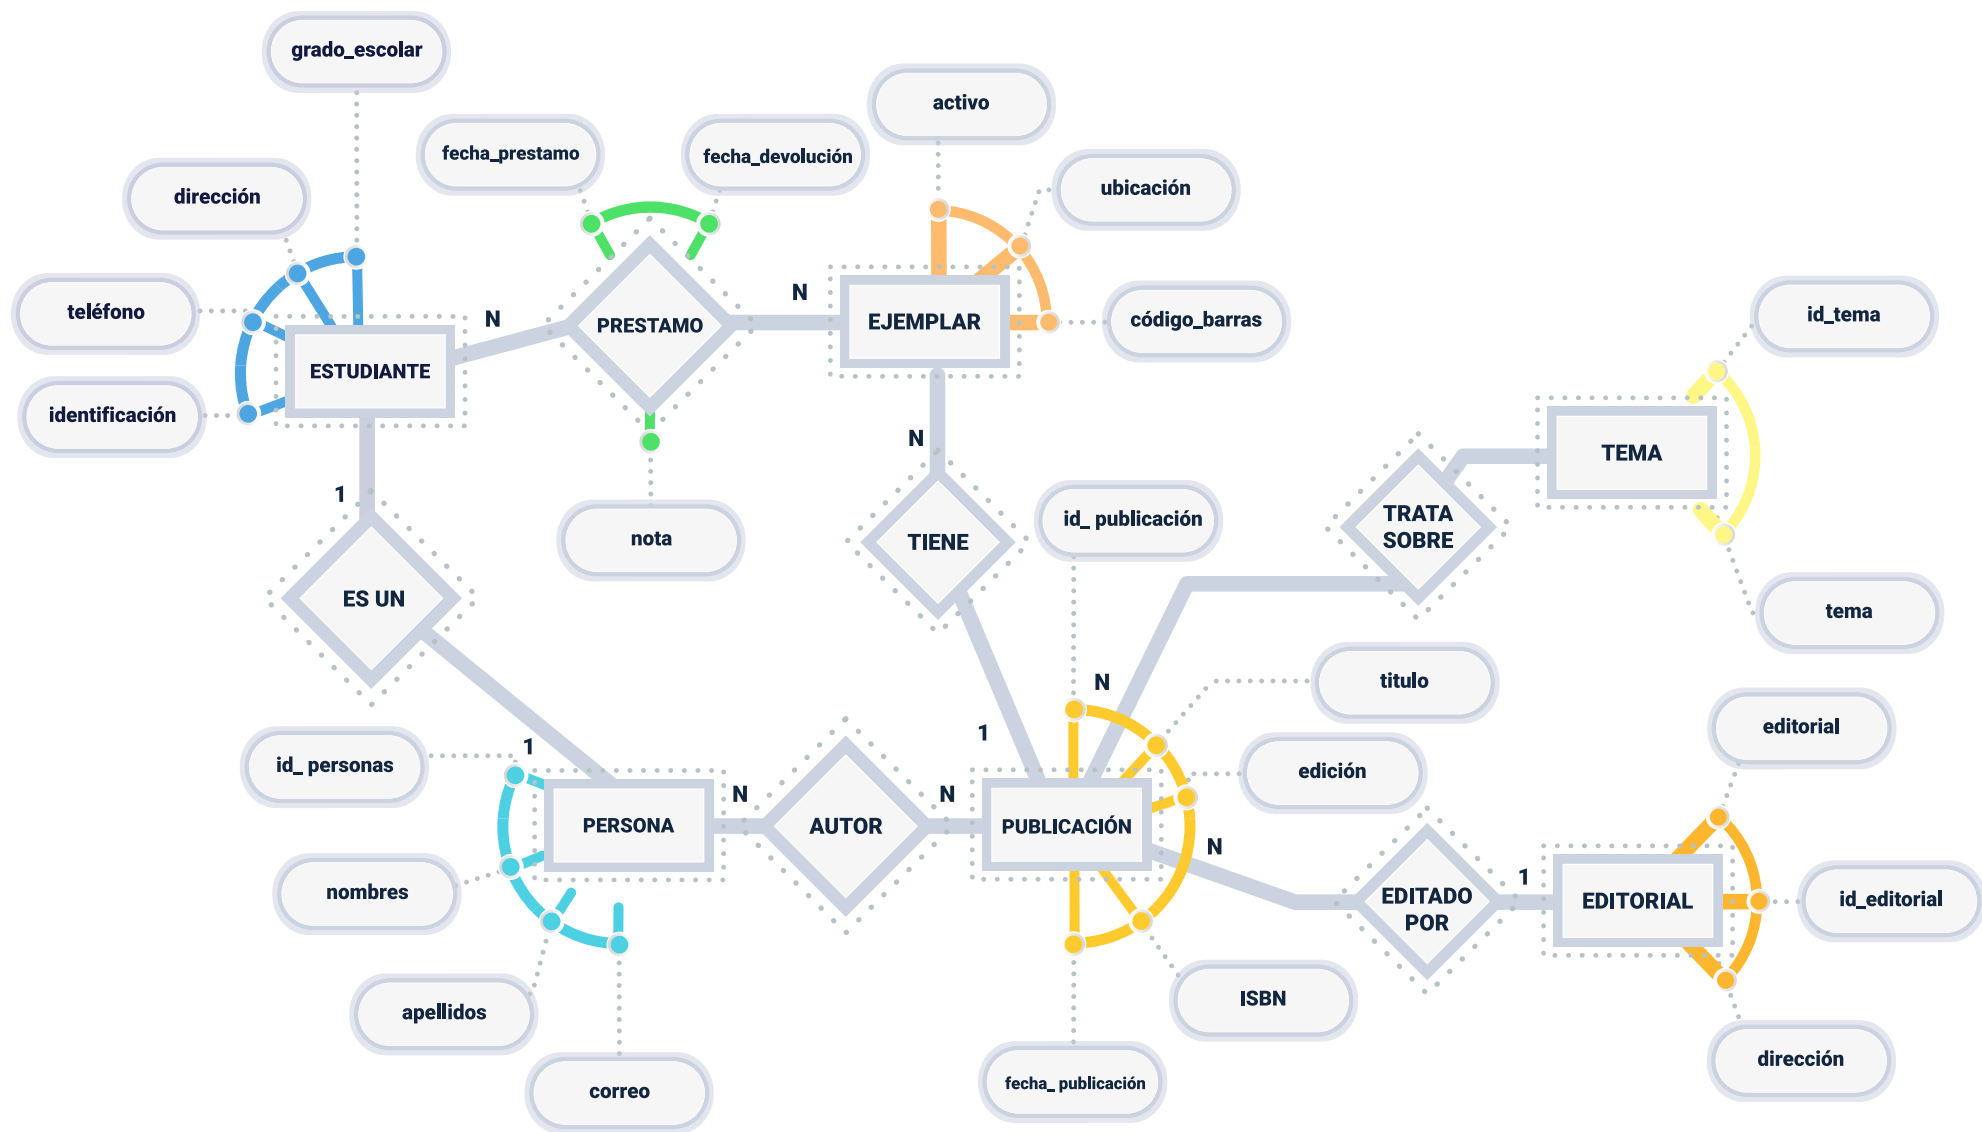 grado_escolar
activo
fecha_prestamo
fecha_devolución
ubicación
dirección
teléfono
N
PRESTAMO
N
EJEMPLAR
código_barras
id_tema
ESTUDIANTE
identificación
N
TEMA
1
nota
id_ publicación
TRATA
SOBRE
TIENE
ES UN
tema
N
titulo
1
1
editorial
id_ personas
edición
N
N
PERSONA
AUTOR
PUBLICACIÓN
N
1
EDITADO
POR
EDITORIAL
id_editorial
nombres
apellidos
ISBN
dirección
fecha_ publicación
correo